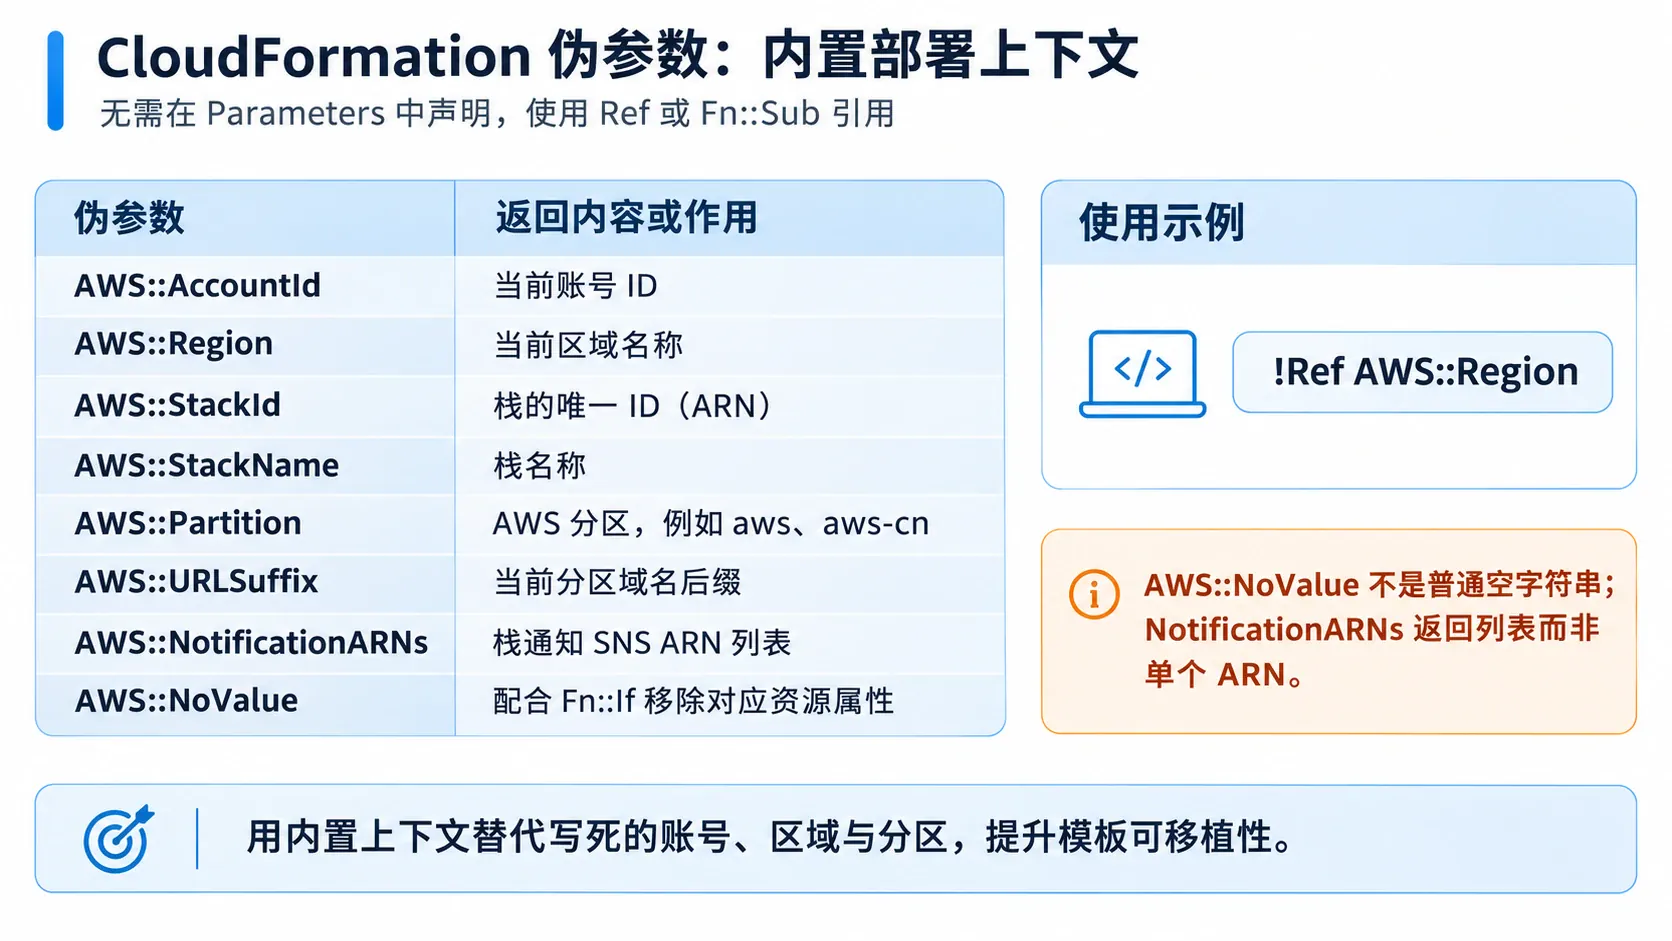 CloudFormation 伪参数：内置部署上下文
无需在 Parameters 中声明，使用 Ref 或 Fn::Sub 引用
伪参数 返回内容或作用
AWS::AccountId 当前账号 ID
AWS::Region 当前区域名称
AWS::StackId 栈的唯一 ID（ARN）
AWS::StackName 栈名称
AWS::Partition AWS 分区，例如 aws、aws-cn
AWS::URLSuffix 当前分区域名后缀
AWS::NotificationARNs 栈通知 SNS ARN 列表
AWS::NoValue 配合 Fn::If 移除对应资源属性
使用示例
</>
!Ref AWS::Region
AWS::NoValue 不是普通空字符串；
NotificationARNs 返回列表而非
单个 ARN。
用内置上下文替代写死的账号、区域与分区，提升模板可移植性。